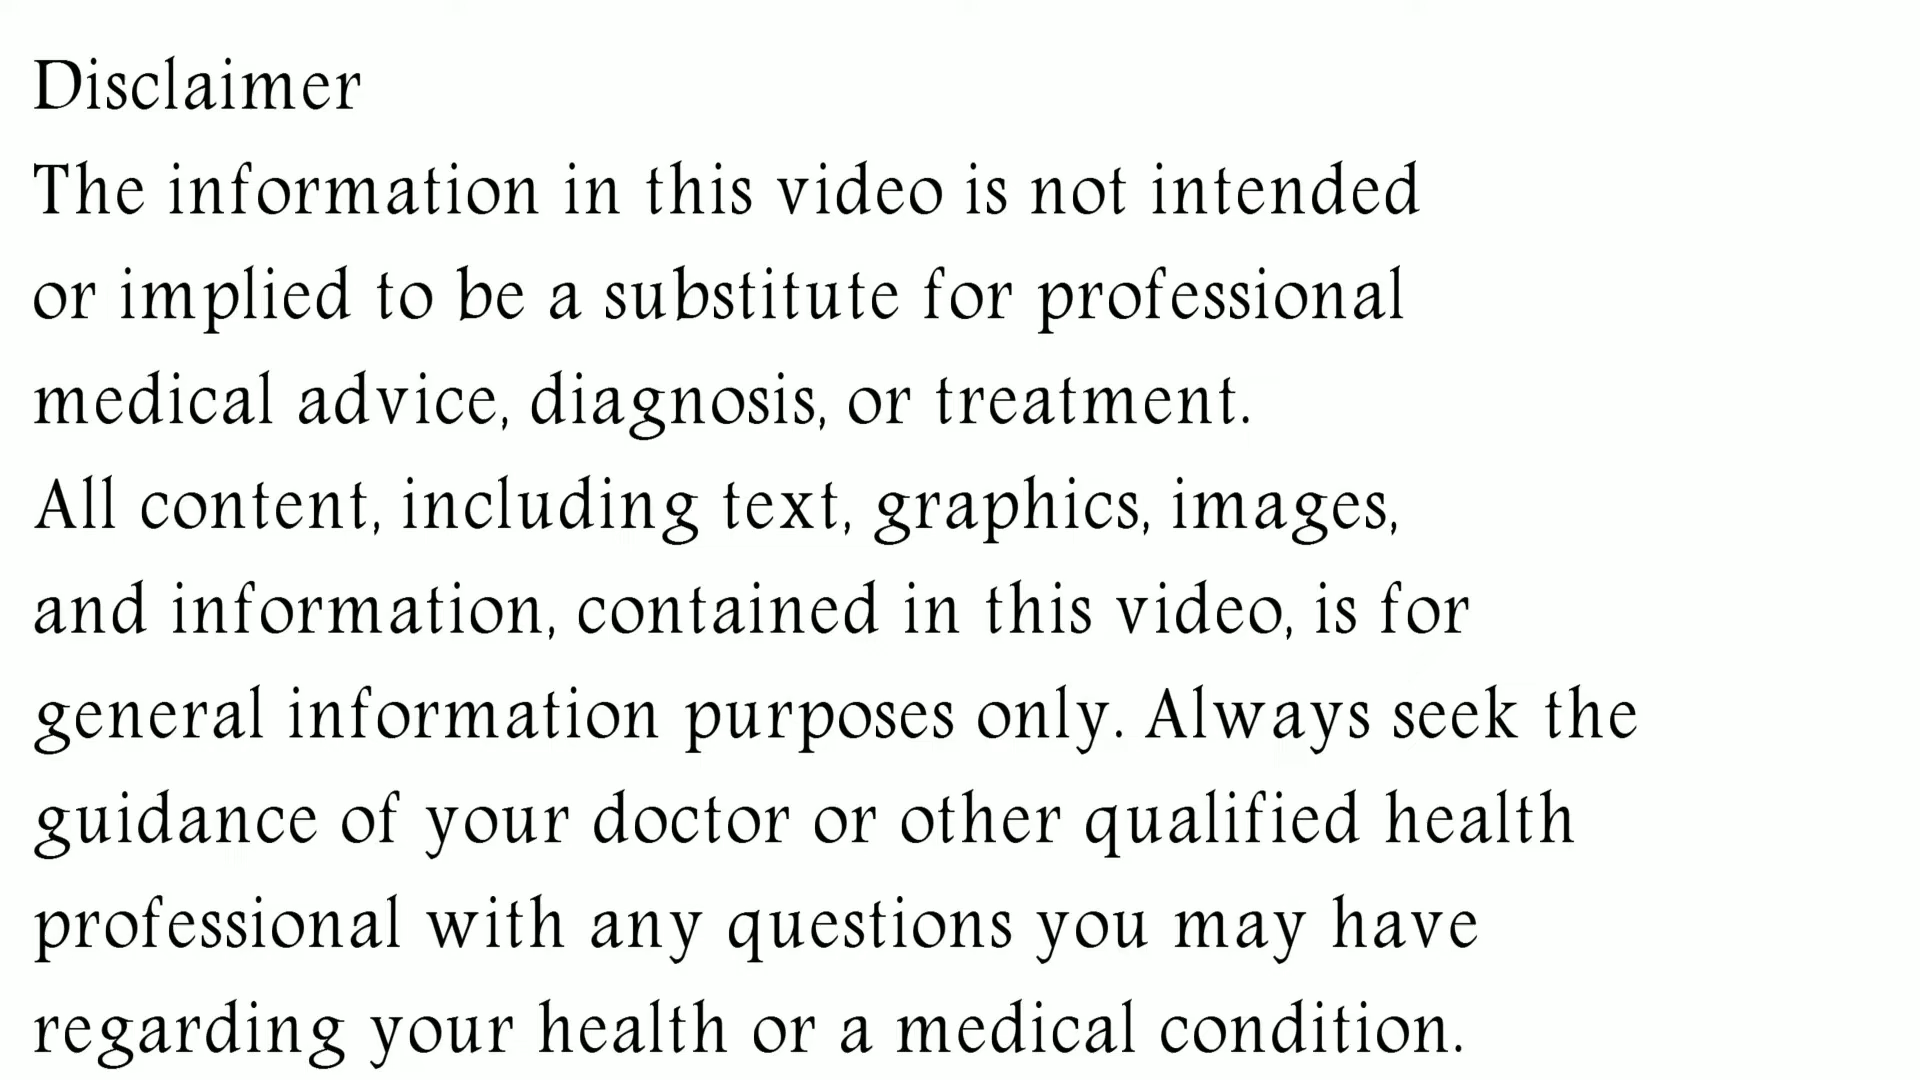 Disclaimer
The information in this video is not intended
or implied to be a substitute for professional
medical advice, diagnosis, or treatment.
All content, including text, graphics, images,
and information, contained in this video, is for
general information purposes only. Always seek the
guidance of your doctor or other qualified health
professional with any questions you may have
regarding your health or a medical condition.